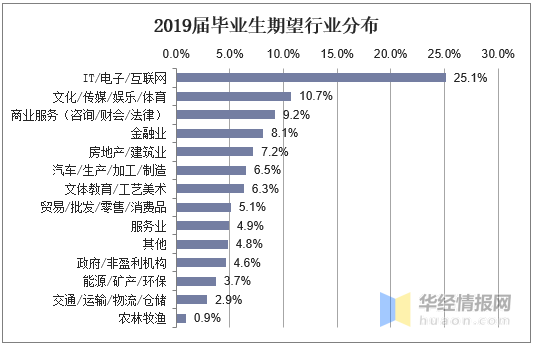 2019届毕业生期望行业分布
0.0% 5.0% 10.0% 15.0% 20.0% 25.0% 30.0%
IT/电子/互联网 25.1%
文化/传媒/娱乐/体育 10.7%
商业服务（咨询/财会/法律） 9.2%
金融业 8.1%
房地产/建筑业 7.2%
汽车/生产/加工/制造 6.5%
文体教育/工艺美术 6.3%
贸易/批发/零售/消费品 5.1%
服务业 4.9%
其他 4.8%
政府/非盈利机构 4.6%
能源/矿产/环保 3.7%
交通/运输/物流/仓储 2.9%
农林牧渔 0.9%
华经情报网
huaon.com